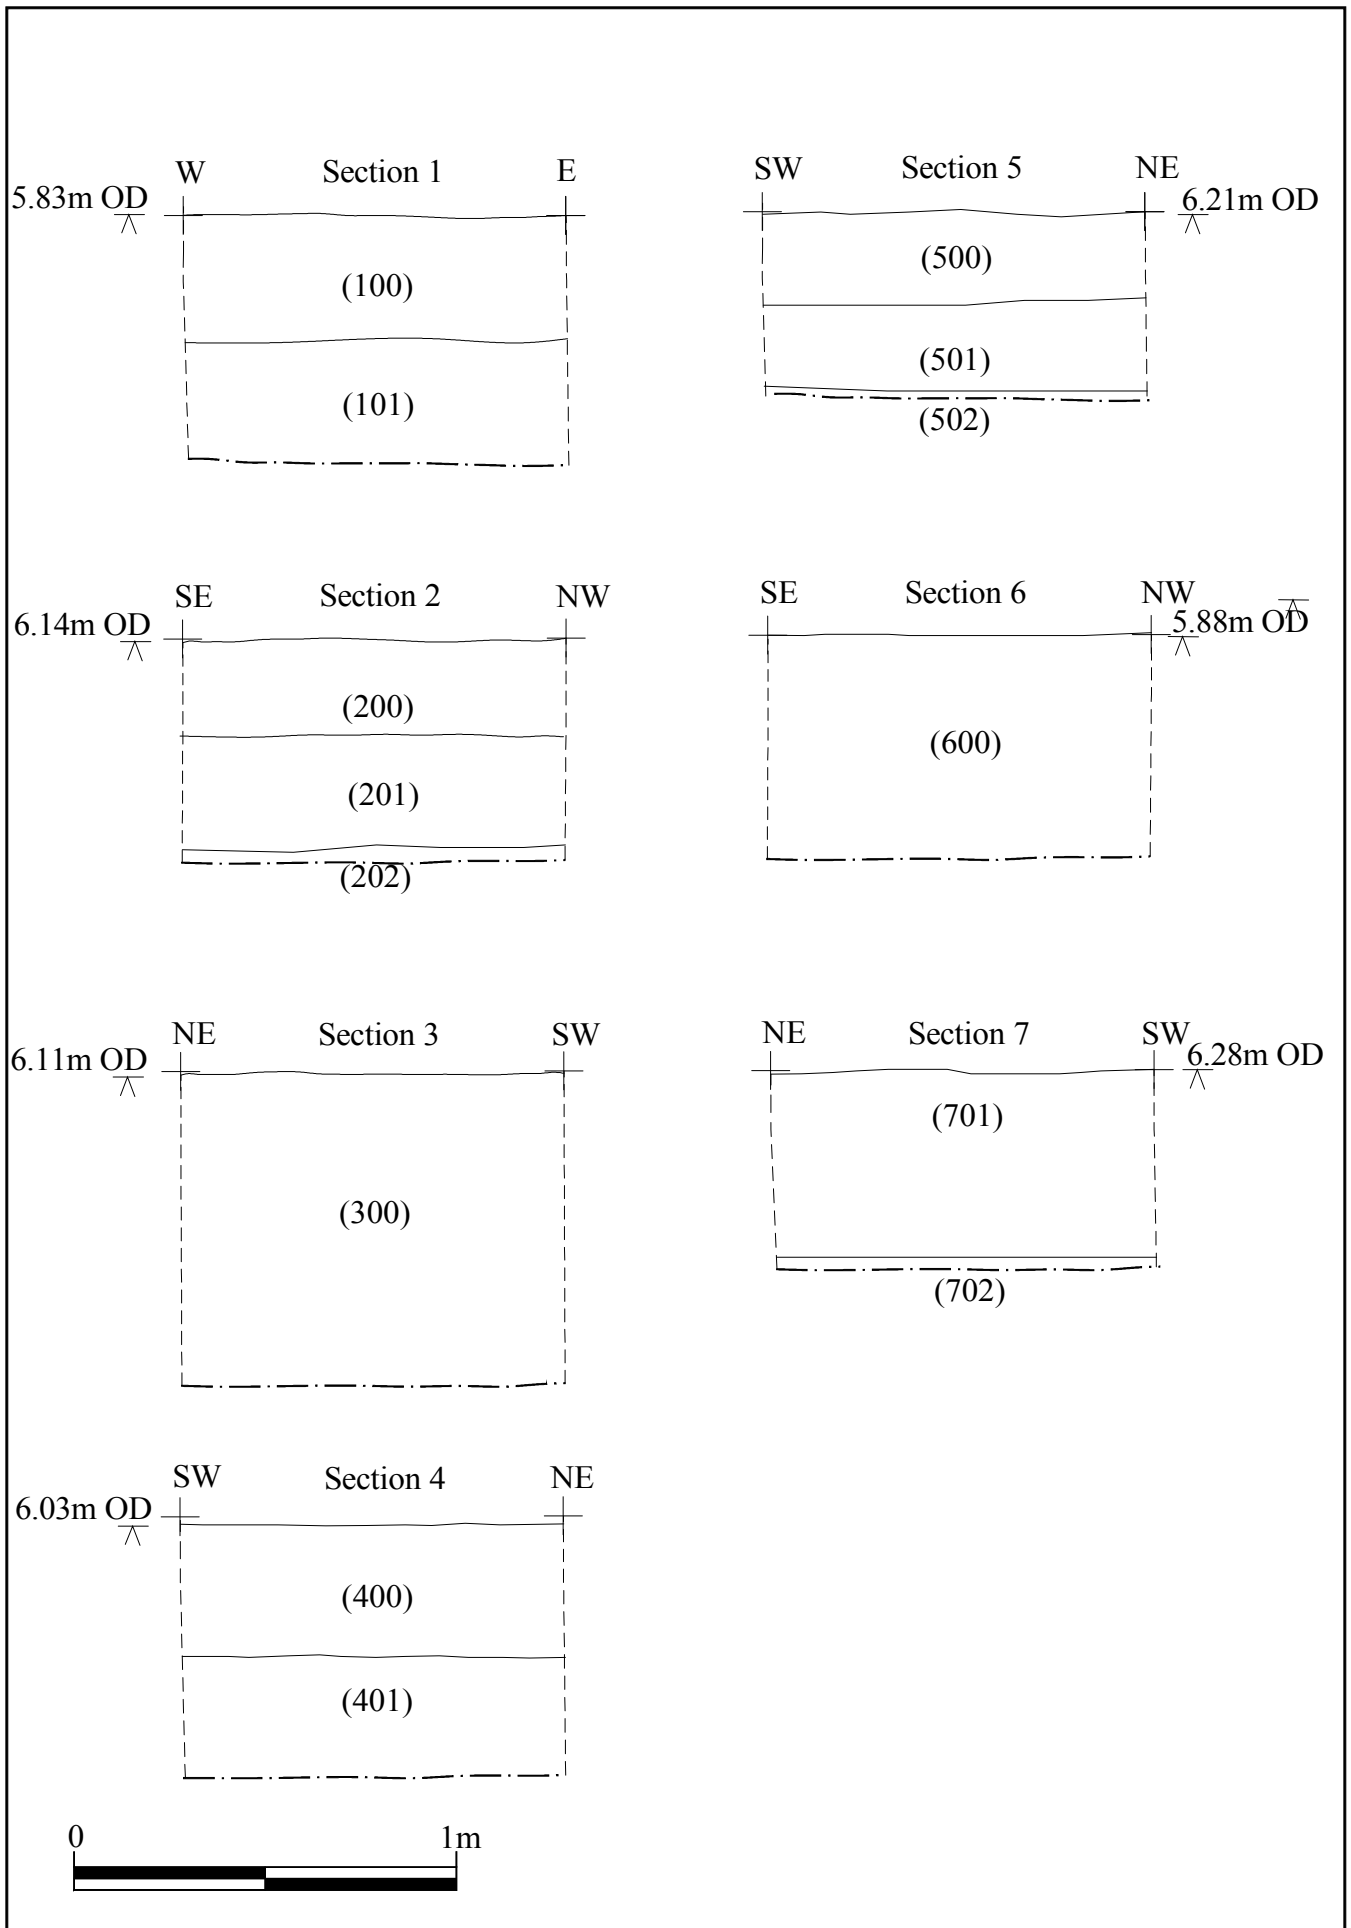 W Section 1 E
5.83m OD
(100)
(101)
SE Section 2 NW
6.14m OD
(200)
(201)
(202)
NE Section 3 SW
6.11m OD
(300)
SW Section 4 NE
6.03m OD
(400)
(401)
0 1m
SW Section 5 NE
6.21m OD
(500)
(501)
(502)
SE Section 6 NW
5.88m OD
(600)
NE Section 7 SW
6.28m OD
(701)
(702)